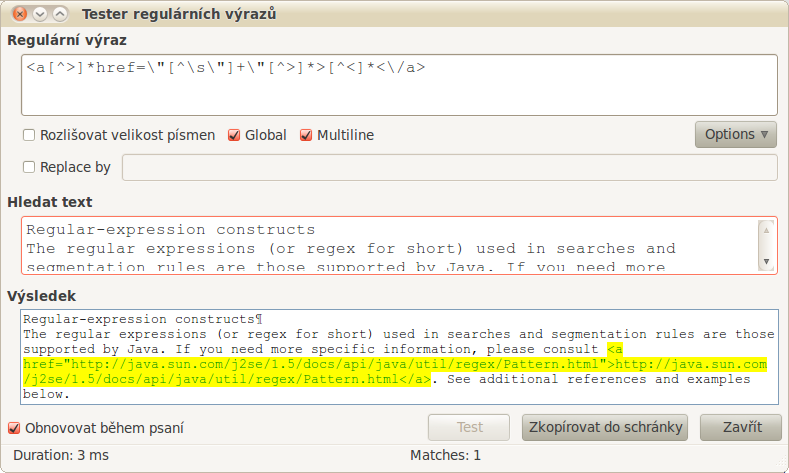 Tester regulárních výrazů
Regulární výraz
<a[^>]*href=\"[^\s\"]+\"[^>]*>[^<]*<\/a>
Rozlišovat velikost písmen Global Multiline Options
Replace by
Hledat text
Regular-expression constructs
The regular expressions (or regex for short) used in searches and
segmentation rules are those supported by Java. If you need more
Výsledek
Regular-expression constructs¶
The regular expressions (or regex for short) used in searches and segmentation rules are those
supported by Java. If you need more specific information, please consult <a
href="http://java.sun.com/j2se/1.5/docs/api/java/util/regex/Pattern.html">http://java.sun.com
/j2se/1.5/docs/api/java/util/regex/Pattern.html</a>. See additional references and examples
below.
Obnovovat během psaní Test Zkopírovat do schránky Zavřít
Duration: 3 ms Matches: 1